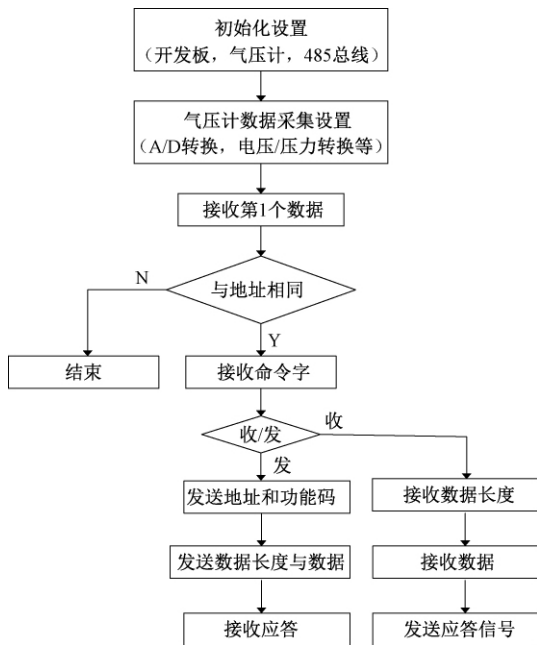 初始化设置
（开发板，气压计，485总线）
气压计数据采集设置
（A/D转换，电压/压力转换等）
接收第1个数据
N
与地址相同
Y
结束
接收命令字
收/发
收
发
发送地址和功能码
接收数据长度
发送数据长度与数据
接收数据
接收应答
发送应答信号